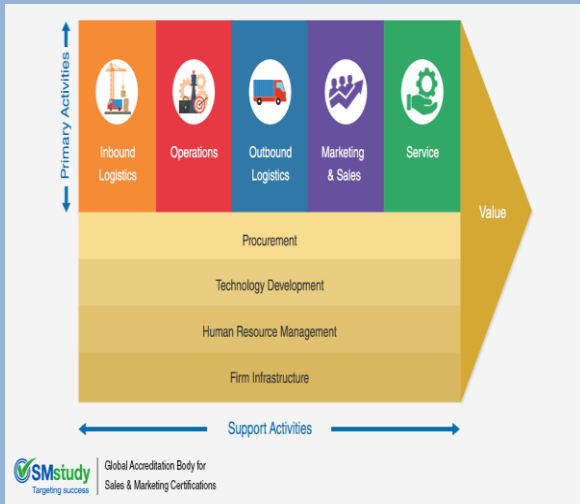 Primary Activities
Inbound
Logistics
Operations
Outbound
Logistics
Marketing
& Sales
Service
Value
Procurement
Technology Development
Human Resource Management
Firm Infrastructure
Support Activities
SMstudy
Targeting success
Global Accreditation Body for
Sales & Marketing Certifications